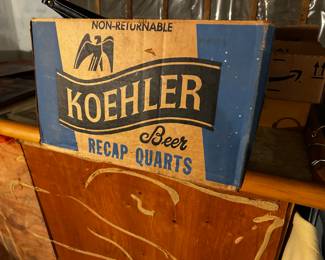 NON-RETURNABLE
KOEHLER
Beer
RECAP QUARTS